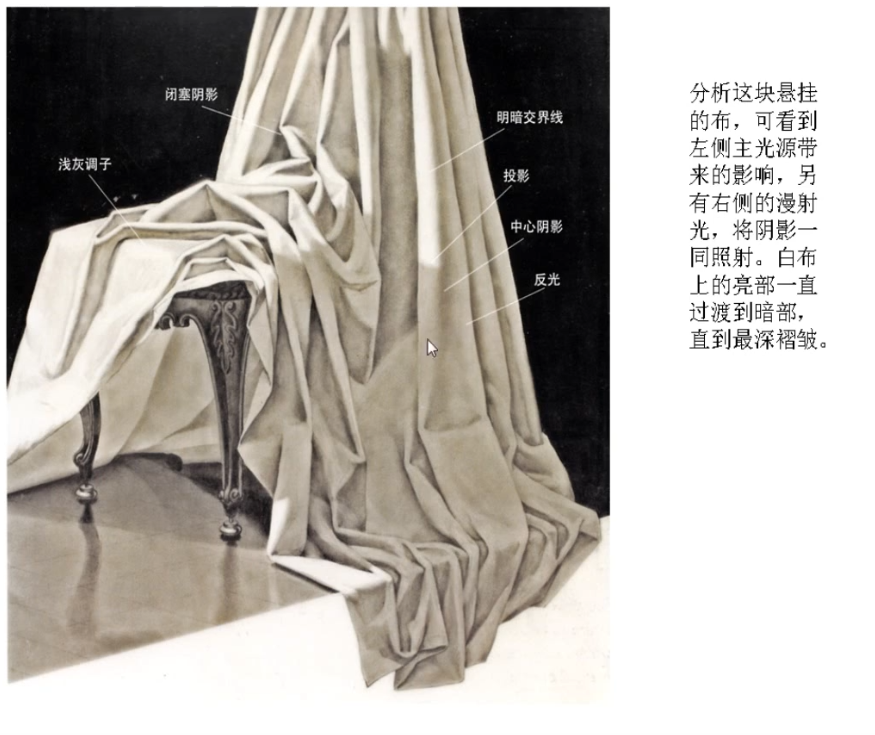 闭塞阴影
明暗交界线
浅灰调子
投影
中心阴影
反光
分析这块悬挂
的布，可看到
左侧主光源带
来的影响，另
有右侧的漫射
光，将阴影一
同照射。白布
上的亮部一直
过渡到暗部，
直到最深褶皱。